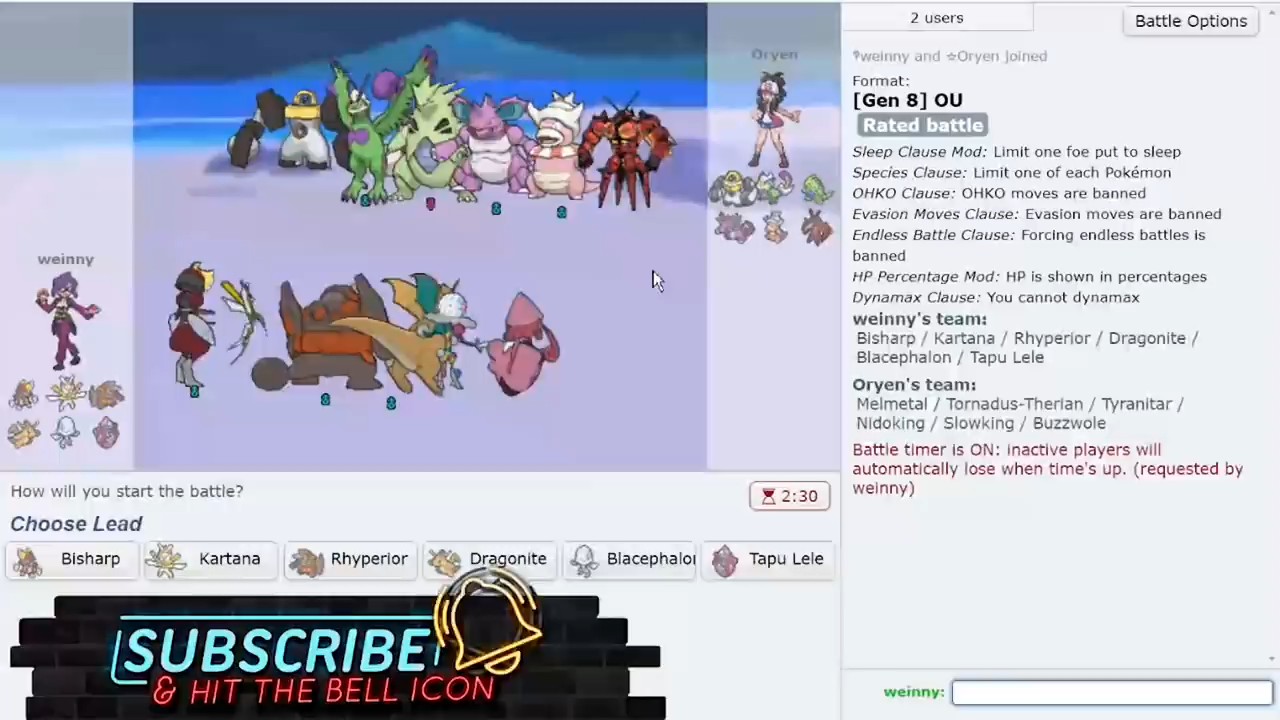 2 users
Battle Options
weinny and ☆Oryen joined
Format:
[Gen 8] OU
Rated battle
Sleep Clause Mod: Limit one foe put to sleep
Species Clause: Limit one of each Pokémon
OHKO Clause: OHKO moves are banned
Evasion Moves Clause: Evasion moves are banned
Endless Battle Clause: Forcing endless battles is
banned
HP Percentage Mod: HP is shown in percentages
Dynamax Clause: You cannot dynamax
weinny's team:
Bisharp / Kartana / Rhyperior / Dragonite /
Blacephalon / Tapu Lele
Oryen's team:
Melmetal / Tornadus-Therian / Tyranitar /
Nidoking / Slowking / Buzzwole
Battle timer is ON: inactive players will
automatically lose when time's up. (requested by
weinny)
Oryen
weinny
How will you start the battle?
2:30
Choose Lead
Bisharp
Kartana
Rhyperior
Dragonite
Blacephalon
Tapu Lele
SUBSCRIBE
& HIT THE BELL ICON
weinny: